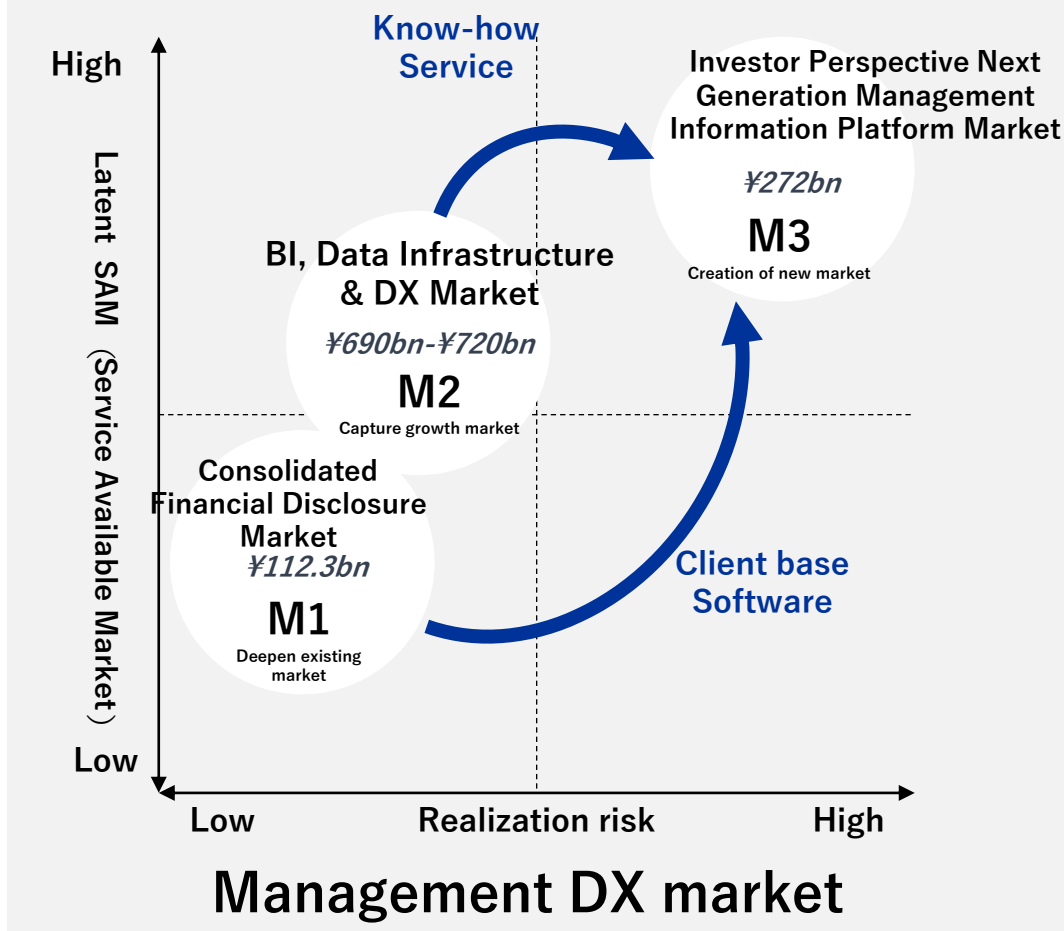 High
Know-how
Service
Investor Perspective Next
Generation Management
Information Platform Market
¥272bn
M3
Creation of new market
Latent SAM (Service Available Market)
BI, Data Infrastructure
& DX Market
¥690bn-¥720bn
M2
Capture growth market
Consolidated
Financial Disclosure
Market
¥112.3bn
M1
Deepen existing
market
Client base
Software
Low
Low
Realization risk
High
Management DX market